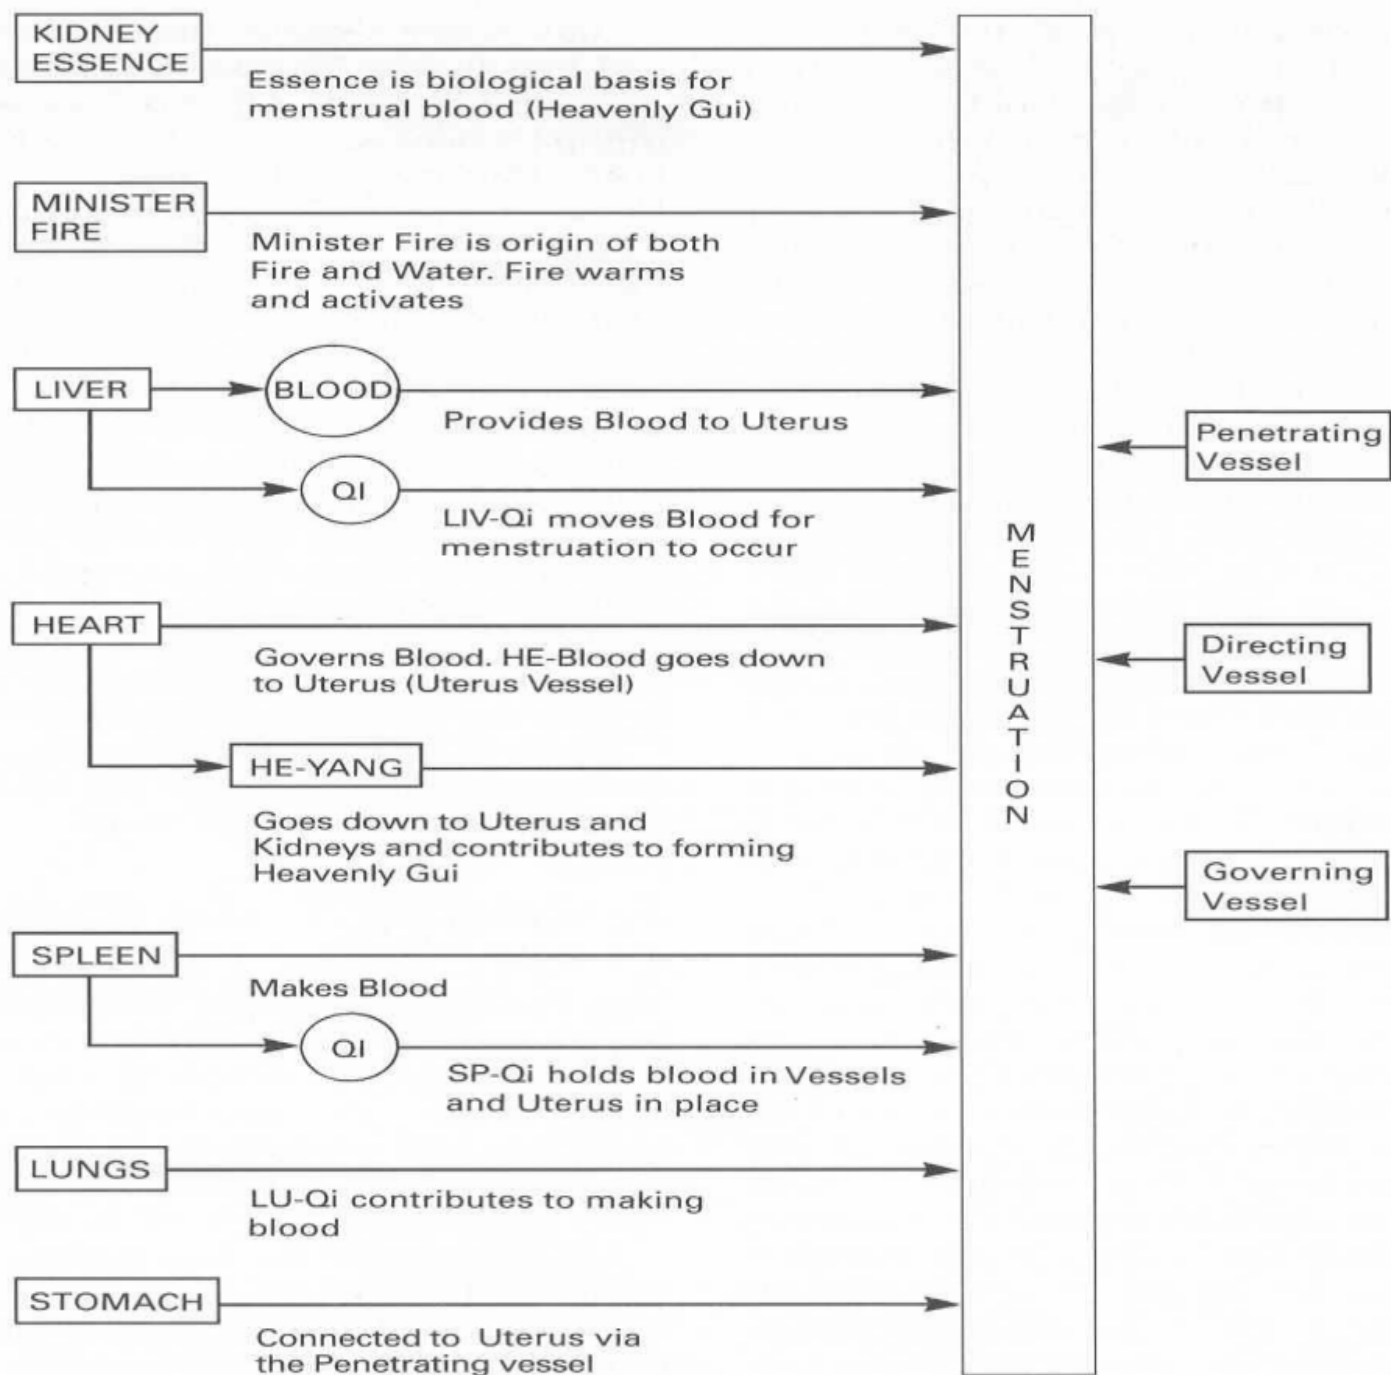 KIDNEY
ESSENCE
Essence is biological basis for
menstrual blood (Heavenly Gui)
MINISTER
FIRE
Minister Fire is origin of both
Fire and Water. Fire warms
and activates
LIVER
BLOOD
Provides Blood to Uterus
QI
LIV-Qi moves Blood for
menstruation to occur
HEART
Governs Blood. HE-Blood goes down
to Uterus (Uterus Vessel)
HE-YANG
Goes down to Uterus and
Kidneys and contributes to forming
Heavenly Gui
SPLEEN
Makes Blood
QI
SP-Qi holds blood in Vessels
and Uterus in place
LUNGS
LU-Qi contributes to making
blood
STOMACH
Connected to Uterus via
the Penetrating vessel
MENSTRUATION
Penetrating
Vessel
Directing
Vessel
Governing
Vessel